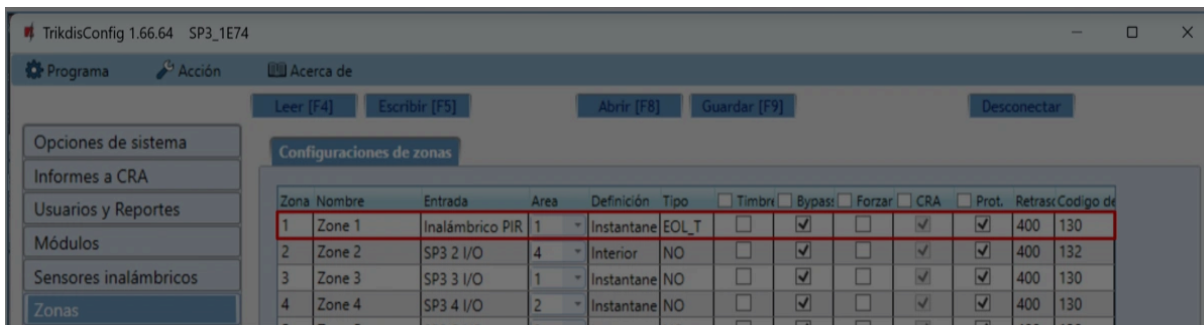 TrikdisConfig 1.66.64 SP3_1E74
Programa Acción Acerca de
Leer [F4] Escribir [F5] Abrir [F8] Guardar [F9] Desconectar
Opciones de sistema
Informes a CRA
Usuarios y Reportes
Módulos
Sensores inalámbricos
Zonas
Configuraciones de zonas
Zona Nombre Entrada Area Definición Tipo Timbre Bypass Forzar CRA Prot. Retraso Codigo de
1 Zone 1 Inalámbrico PIR 1 Instantane EOL_T 400 130
2 Zone 2 SP3 2 I/O 4 Interior NO 400 132
3 Zone 3 SP3 3 I/O 1 Instantane NO 400 130
4 Zone 4 SP3 4 I/O 2 Instantane NO 400 130